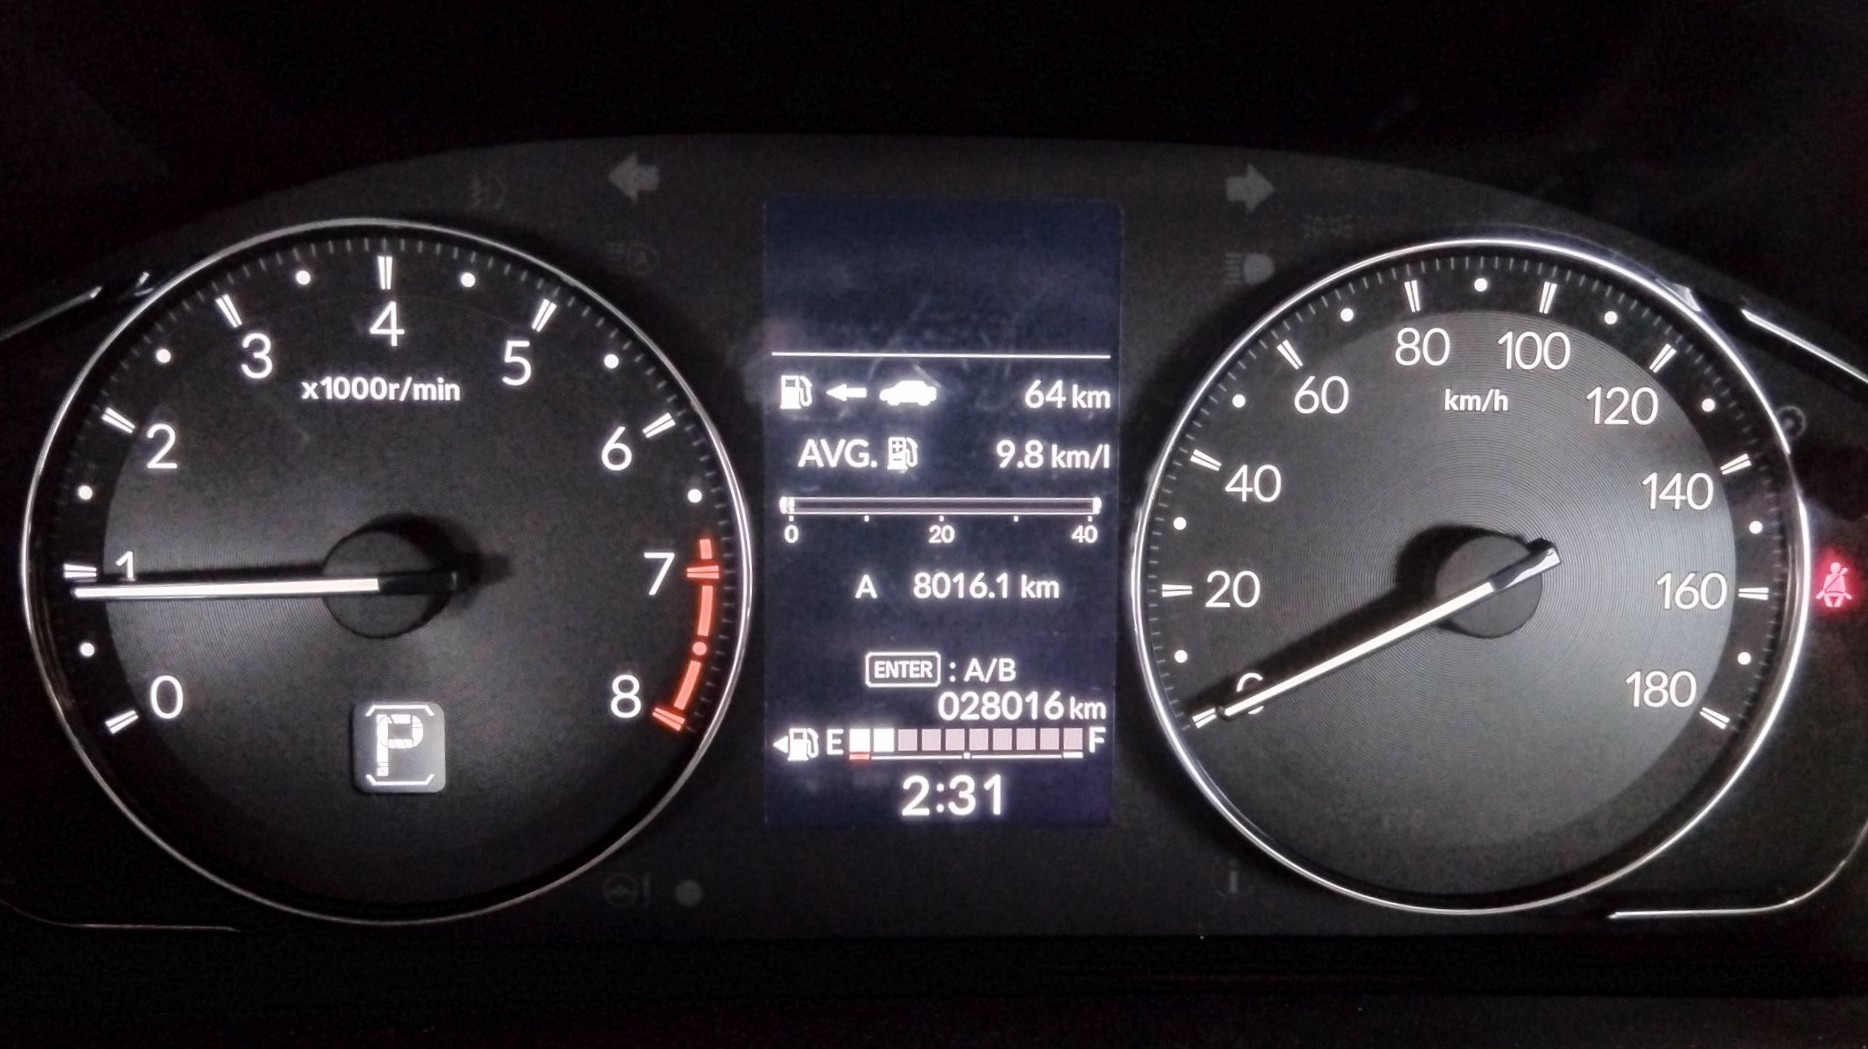 0
1
2
3
4
5
6
7
8
x1000r/min
P
64 km
AVG. 9.8 km/l
0 20 40
A 8016.1 km
ENTER : A/B
028016 km
E F
2:31
0
20
40
60
80
100
120
140
160
180
km/h